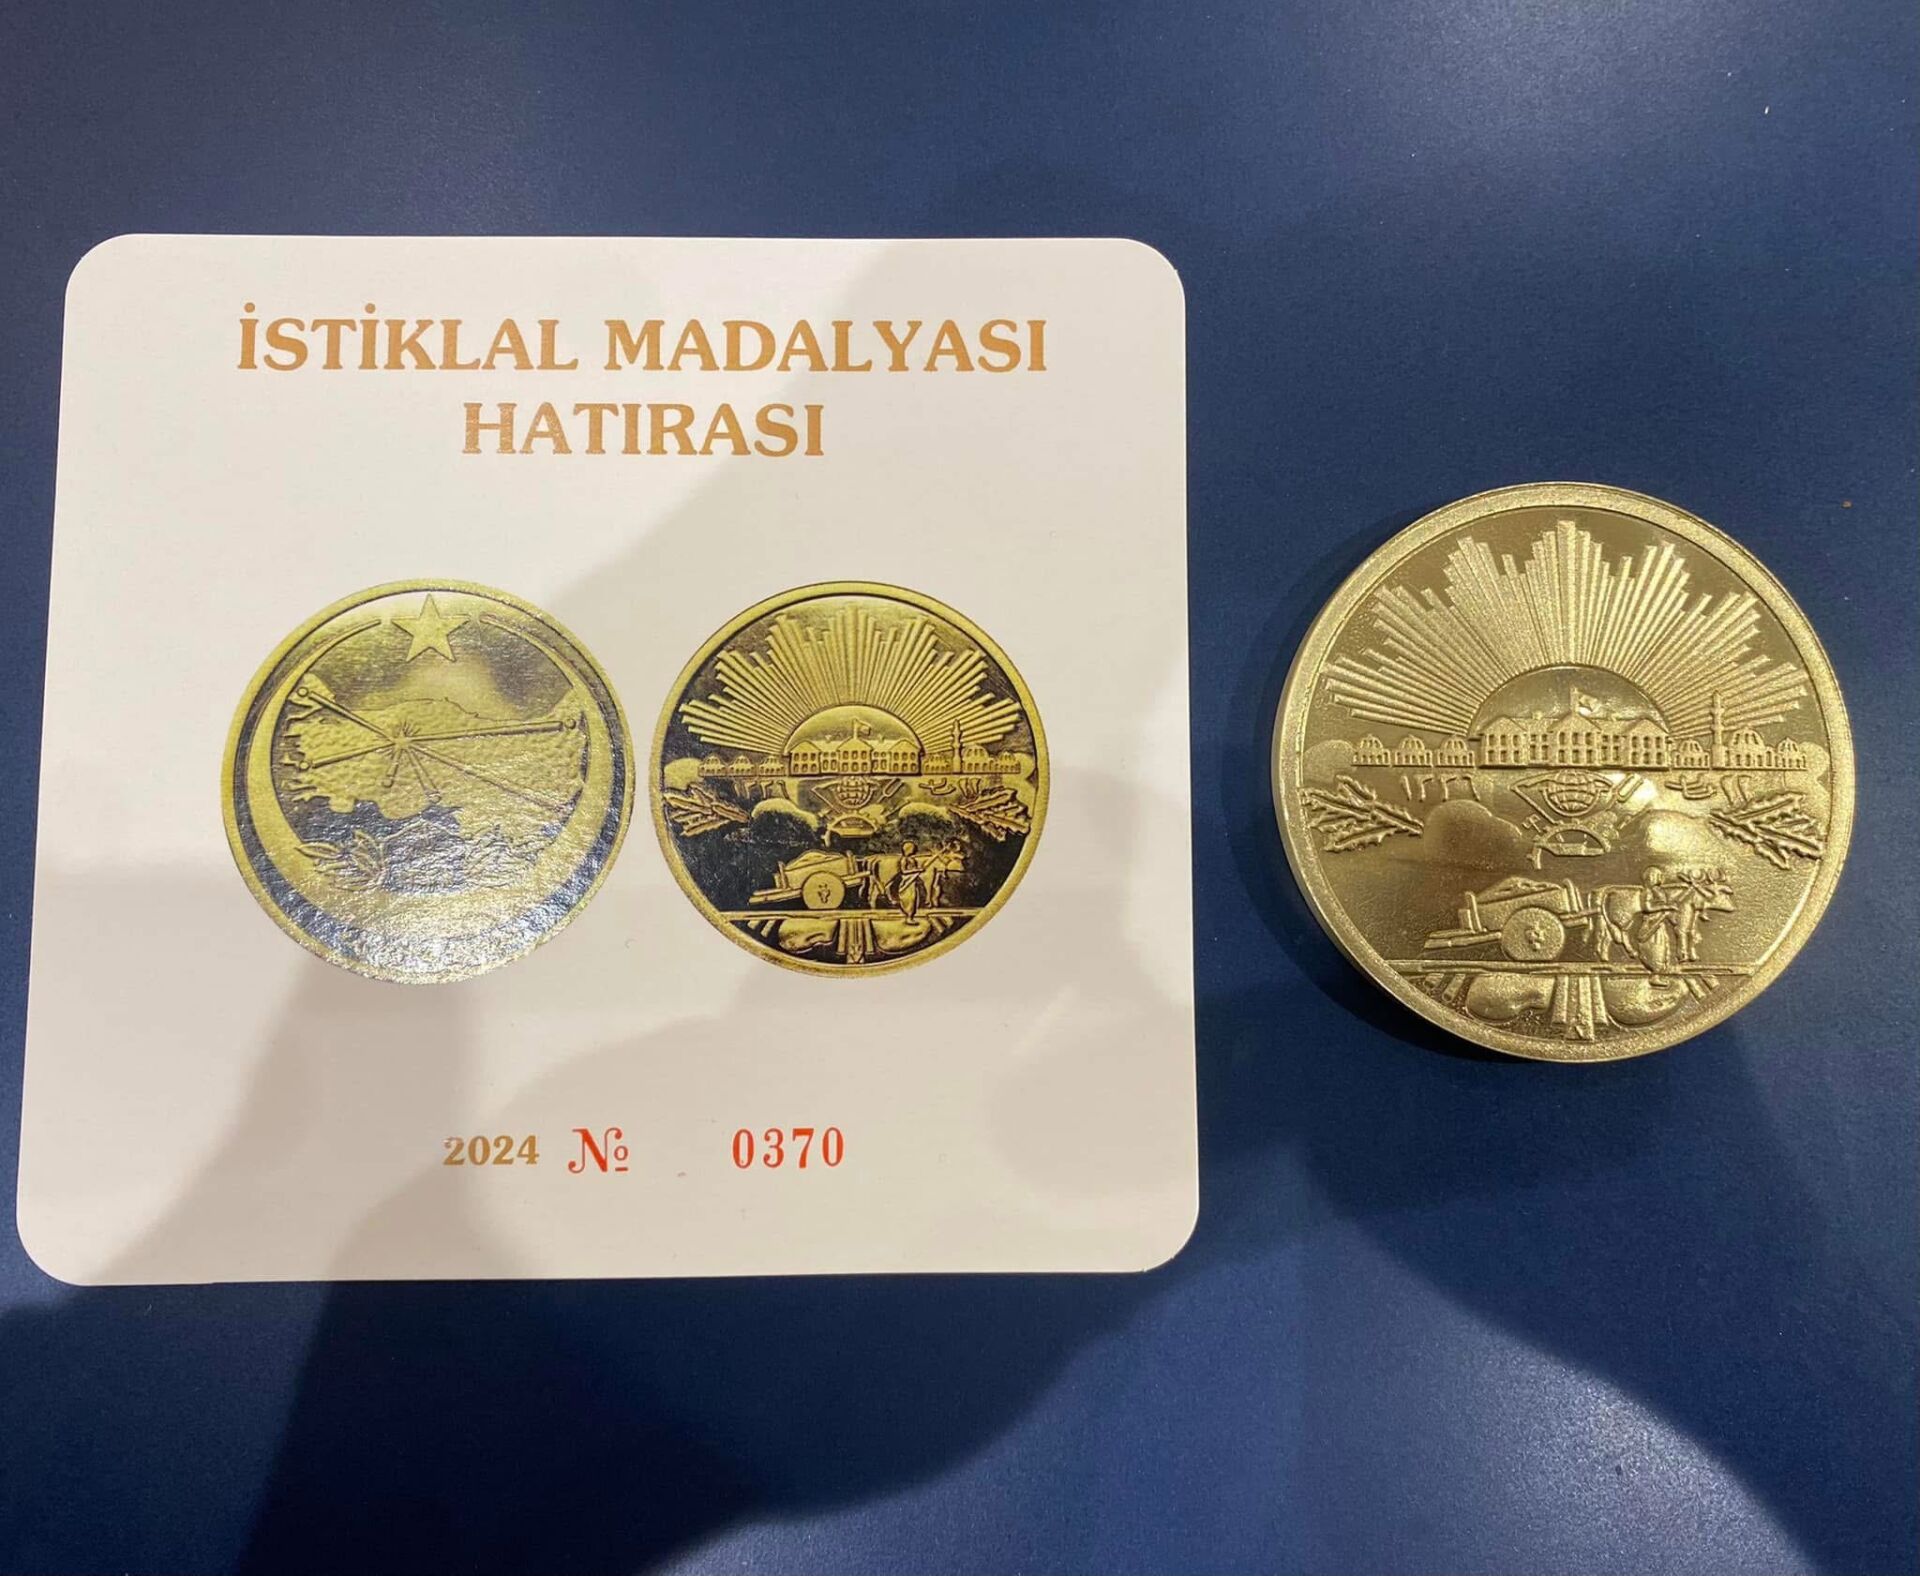 İSTİKLAL MADALYASI
HATIRASI
2024 № 0370